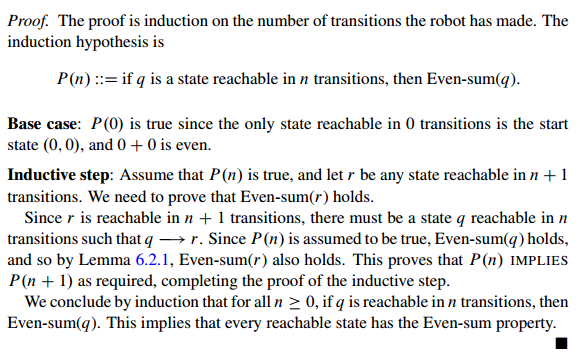 Proof. The proof is induction on the number of transitions the robot has made. The
induction hypothesis is
P(n) ::= if q is a state reachable in n transitions, then Even-sum(q).
Base case: P(0) is true since the only state reachable in 0 transitions is the start
state (0, 0), and 0 + 0 is even.
Inductive step: Assume that P(n) is true, and let r be any state reachable in n + 1
transitions. We need to prove that Even-sum(r) holds.
Since r is reachable in n + 1 transitions, there must be a state q reachable in n
transitions such that q ⟶ r. Since P(n) is assumed to be true, Even-sum(q) holds,
and so by Lemma 6.2.1, Even-sum(r) also holds. This proves that P(n) IMPLIES
P(n + 1) as required, completing the proof of the inductive step.
We conclude by induction that for all n ≥ 0, if q is reachable in n transitions, then
Even-sum(q). This implies that every reachable state has the Even-sum property.
■